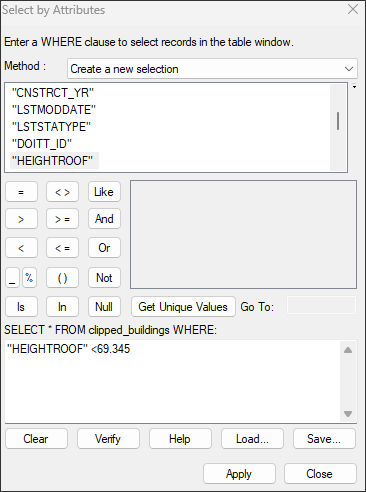 Select by Attributes
Enter a WHERE clause to select records in the table window.
Method : Create a new selection
"CNSTRCT_YR"
"LSTMODDATE"
"LSTSTATYPE"
"DOITT_ID"
"HEIGHTROOF"
= < > Like
> > = And
< < = Or
_ % ( ) Not
Is In Null Get Unique Values Go To:
SELECT * FROM clipped_buildings WHERE:
"HEIGHTROOF" <69.345
Clear Verify Help Load... Save...
Apply Close